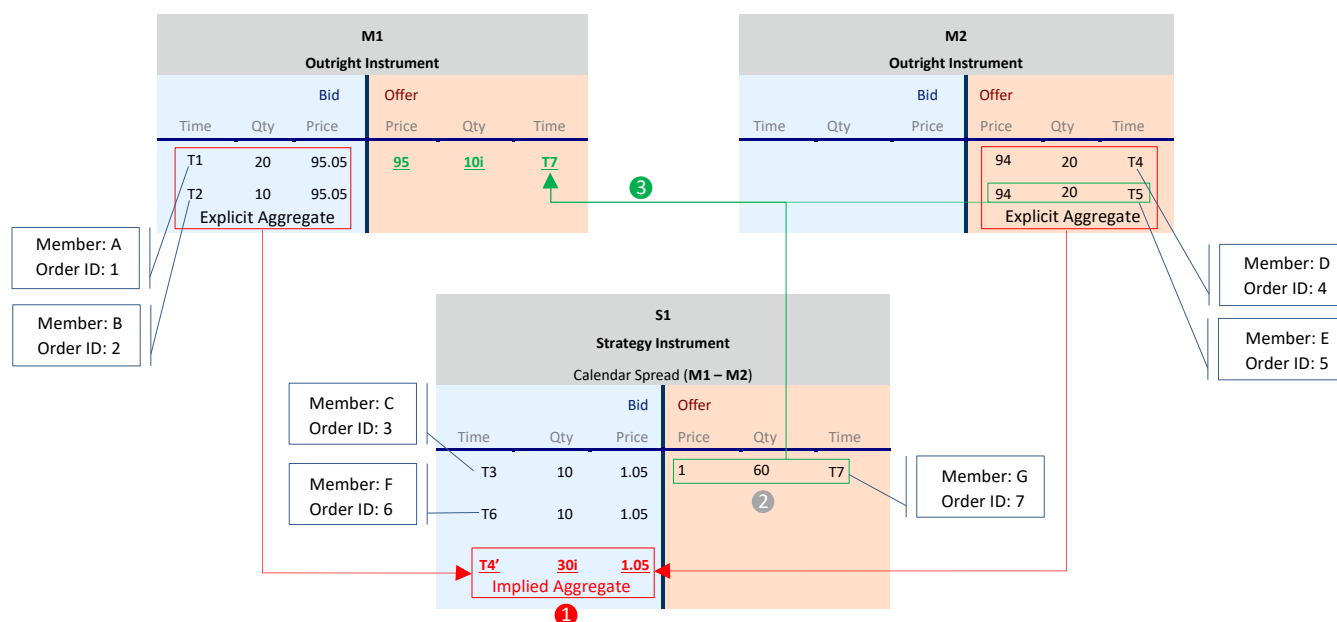 M1
Outright Instrument
Bid Offer
Time Qty Price Price Qty Time
T1 20 95.05 95 10i T7
T2 10 95.05
Explicit Aggregate
M2
Outright Instrument
Bid Offer
Time Qty Price Price Qty Time
94 20 T4
94 20 T5
Explicit Aggregate
3
Member: A
Order ID: 1
Member: B
Order ID: 2
Member: D
Order ID: 4
Member: E
Order ID: 5
S1
Strategy Instrument
Calendar Spread (M1 – M2)
Bid Offer
Time Qty Price Price Qty Time
T3 10 1.05 1 60 T7
2
T6 10 1.05
T4’ 30i 1.05
Implied Aggregate
1
Member: C
Order ID: 3
Member: F
Order ID: 6
Member: G
Order ID: 7